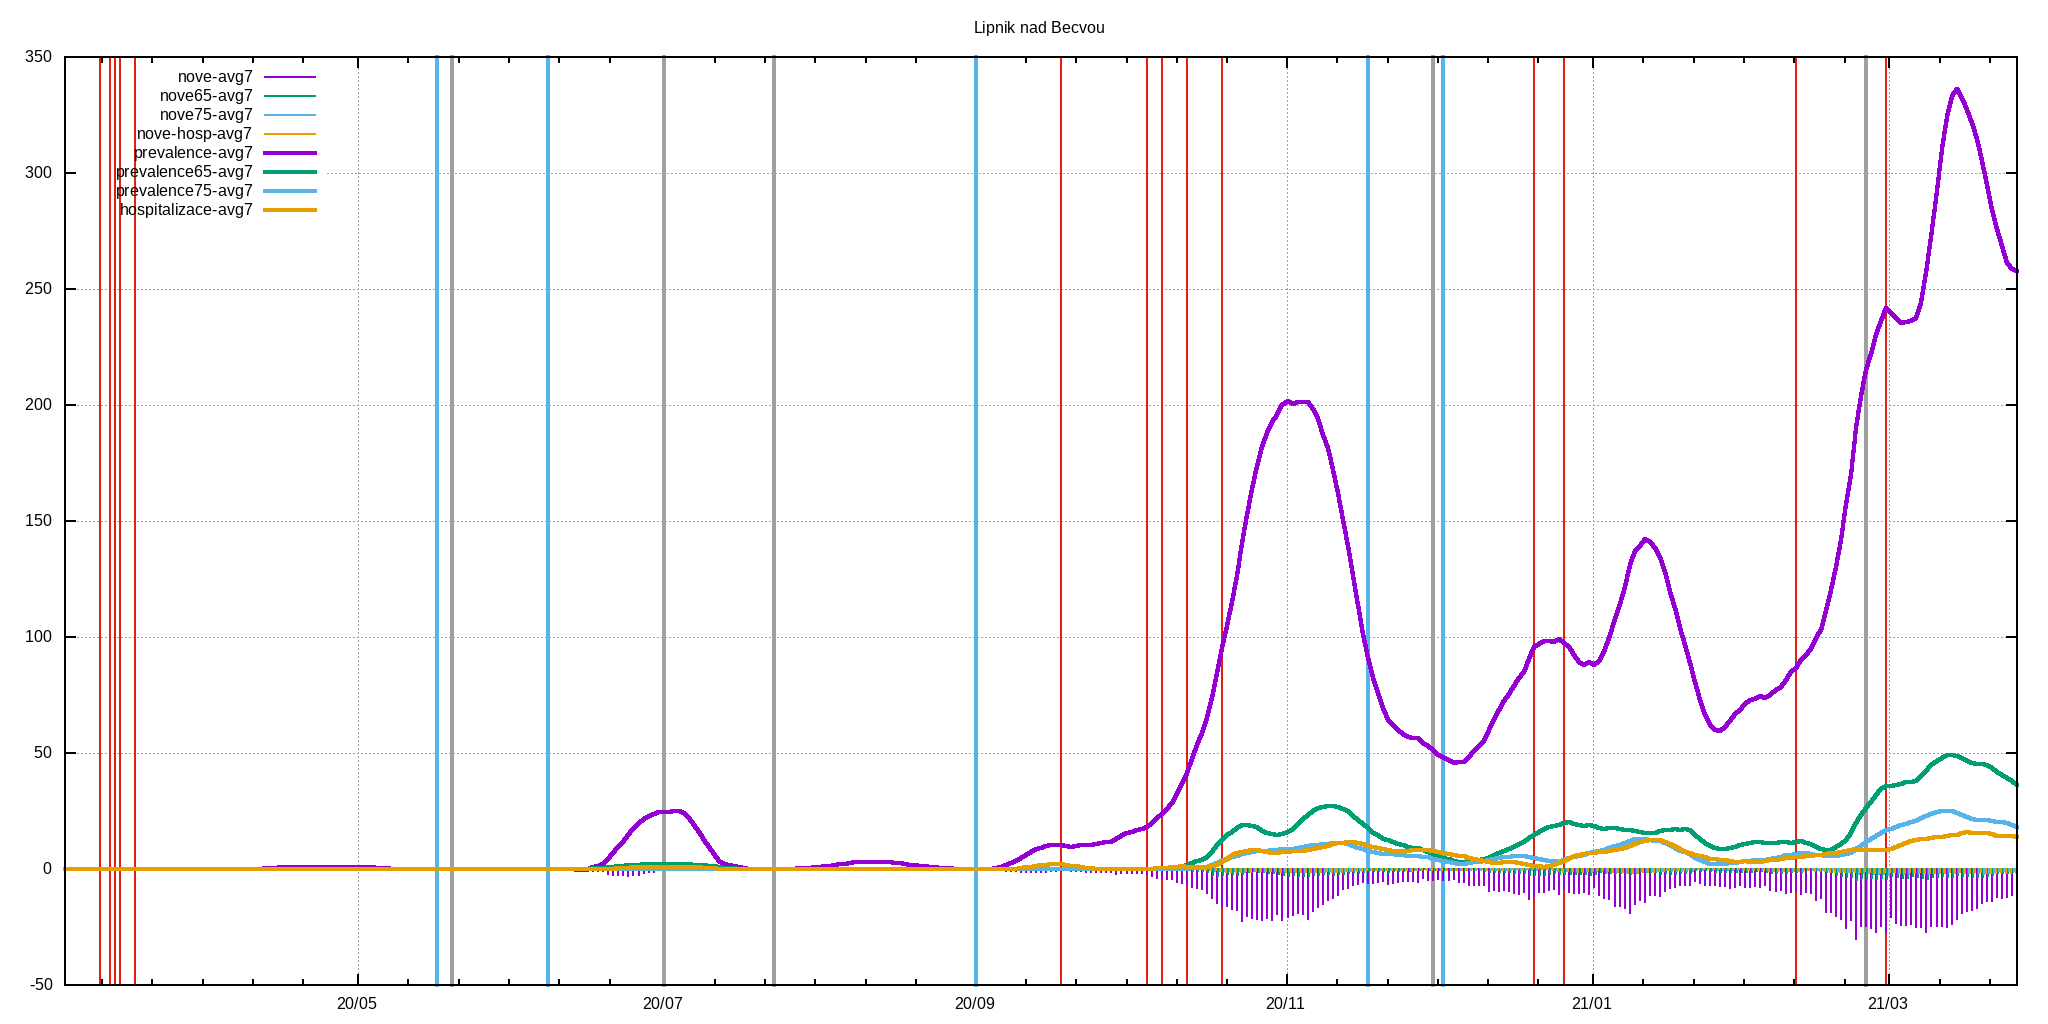 Lipnik nad Becvou
350
300
250
200
150
100
50
0
-50
nove-avg7
nove65-avg7
nove75-avg7
nove-hosp-avg7
prevalence-avg7
prevalence65-avg7
prevalence75-avg7
hospitalizace-avg7
20/05
20/07
20/09
20/11
21/01
21/03